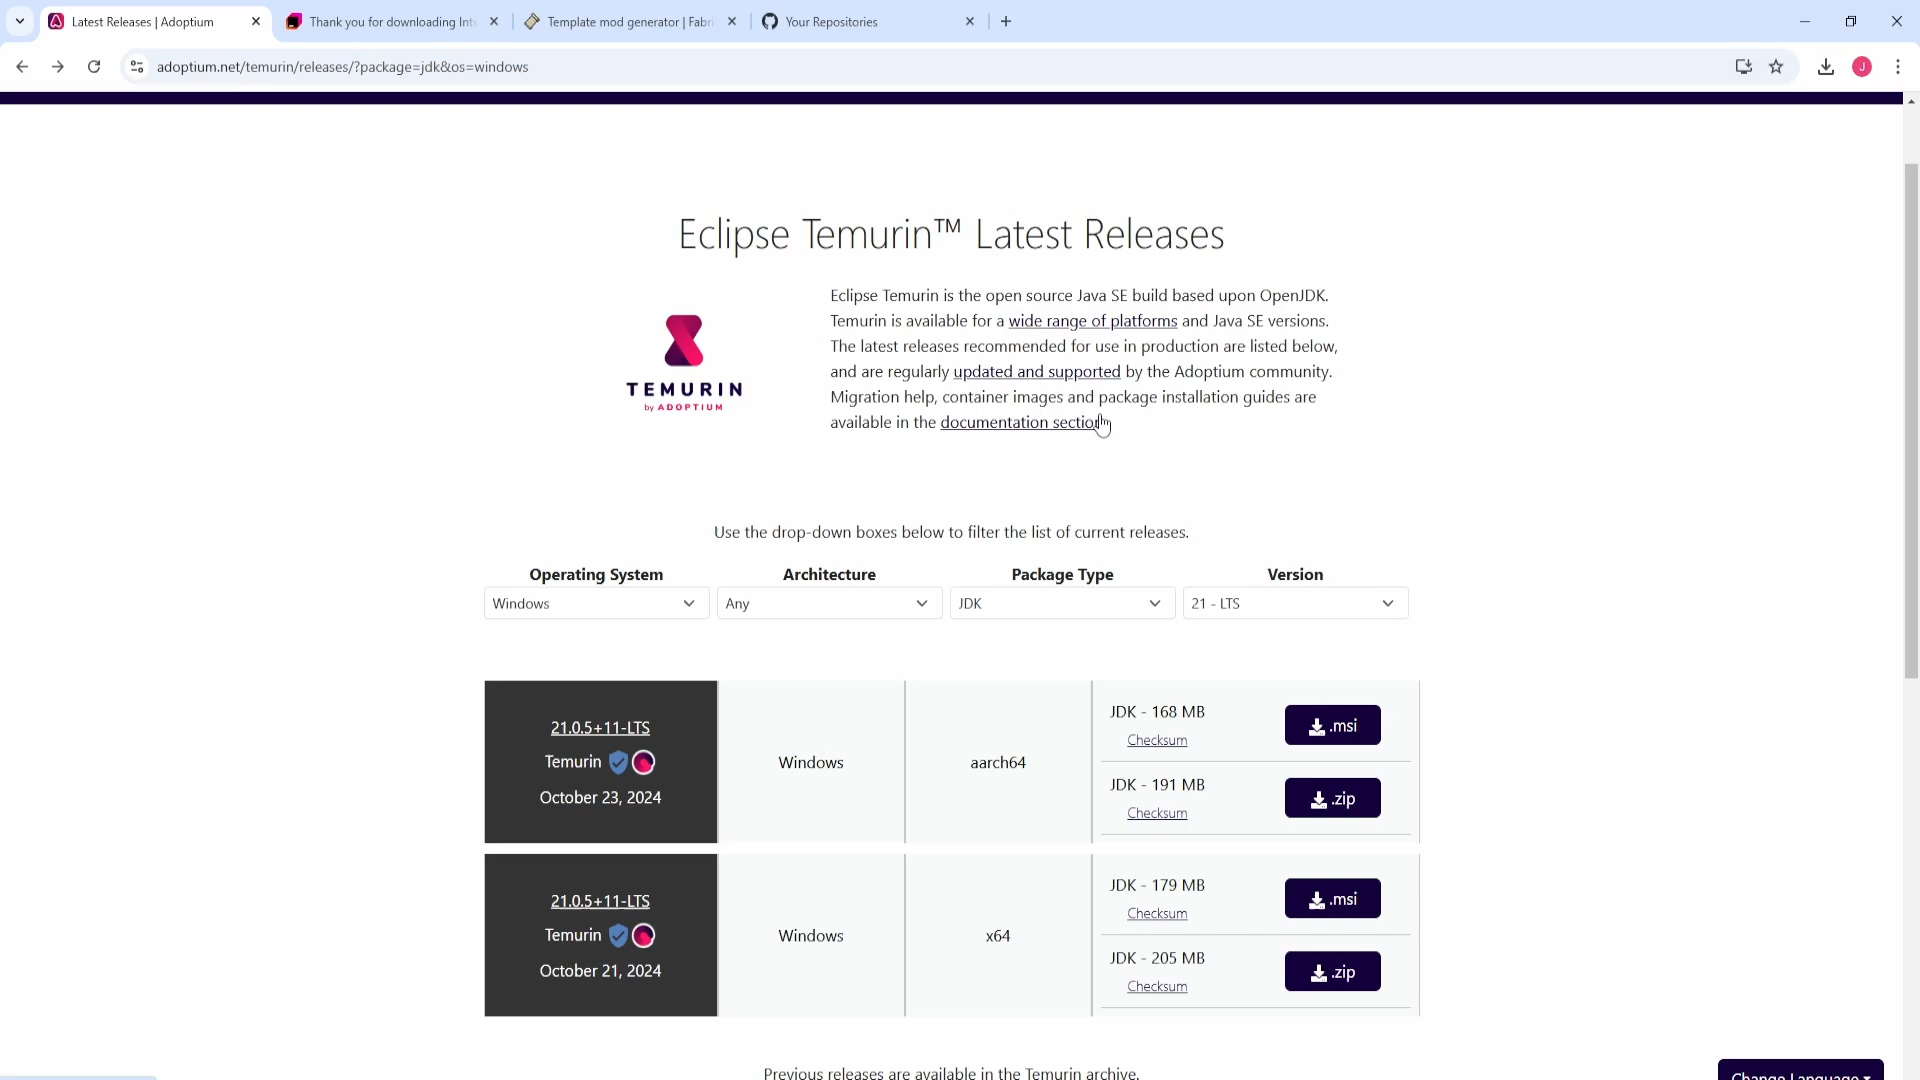 Latest Releases | Adoptium
Thank you for downloading Inte
Template mod generator | Fabri
Your Repositories
adoptium.net/temurin/releases/?package=jdk&os=windows
J
Eclipse Temurin™ Latest Releases
TEMURIN
by ADOPTIUM
Eclipse Temurin is the open source Java SE build based upon OpenJDK.
Temurin is available for a wide range of platforms and Java SE versions.
The latest releases recommended for use in production are listed below,
and are regularly updated and supported by the Adoptium community.
Migration help, container images and package installation guides are
available in the documentation section
Use the drop-down boxes below to filter the list of current releases.
Operating System Architecture Package Type Version
Windows Any JDK 21 - LTS
21.0.5+11-LTS
Temurin
October 23, 2024
Windows
aarch64
JDK - 168 MB
Checksum
.msi
JDK - 191 MB
Checksum
.zip
21.0.5+11-LTS
Temurin
October 21, 2024
Windows
x64
JDK - 179 MB
Checksum
.msi
JDK - 205 MB
Checksum
.zip
Previous releases are available in the Temurin archive.
Change Language